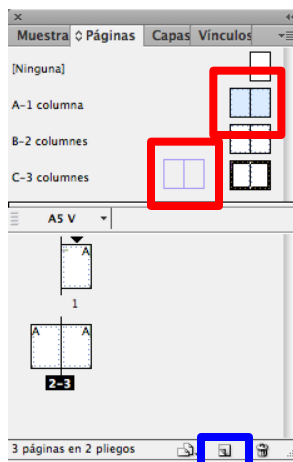 Muestra Páginas Capas Vínculos
[Ninguna]
A-1 columna
B-2 columnes
C-3 columnes
A5 V
A
1
A A
2-3
3 páginas en 2 pliegos